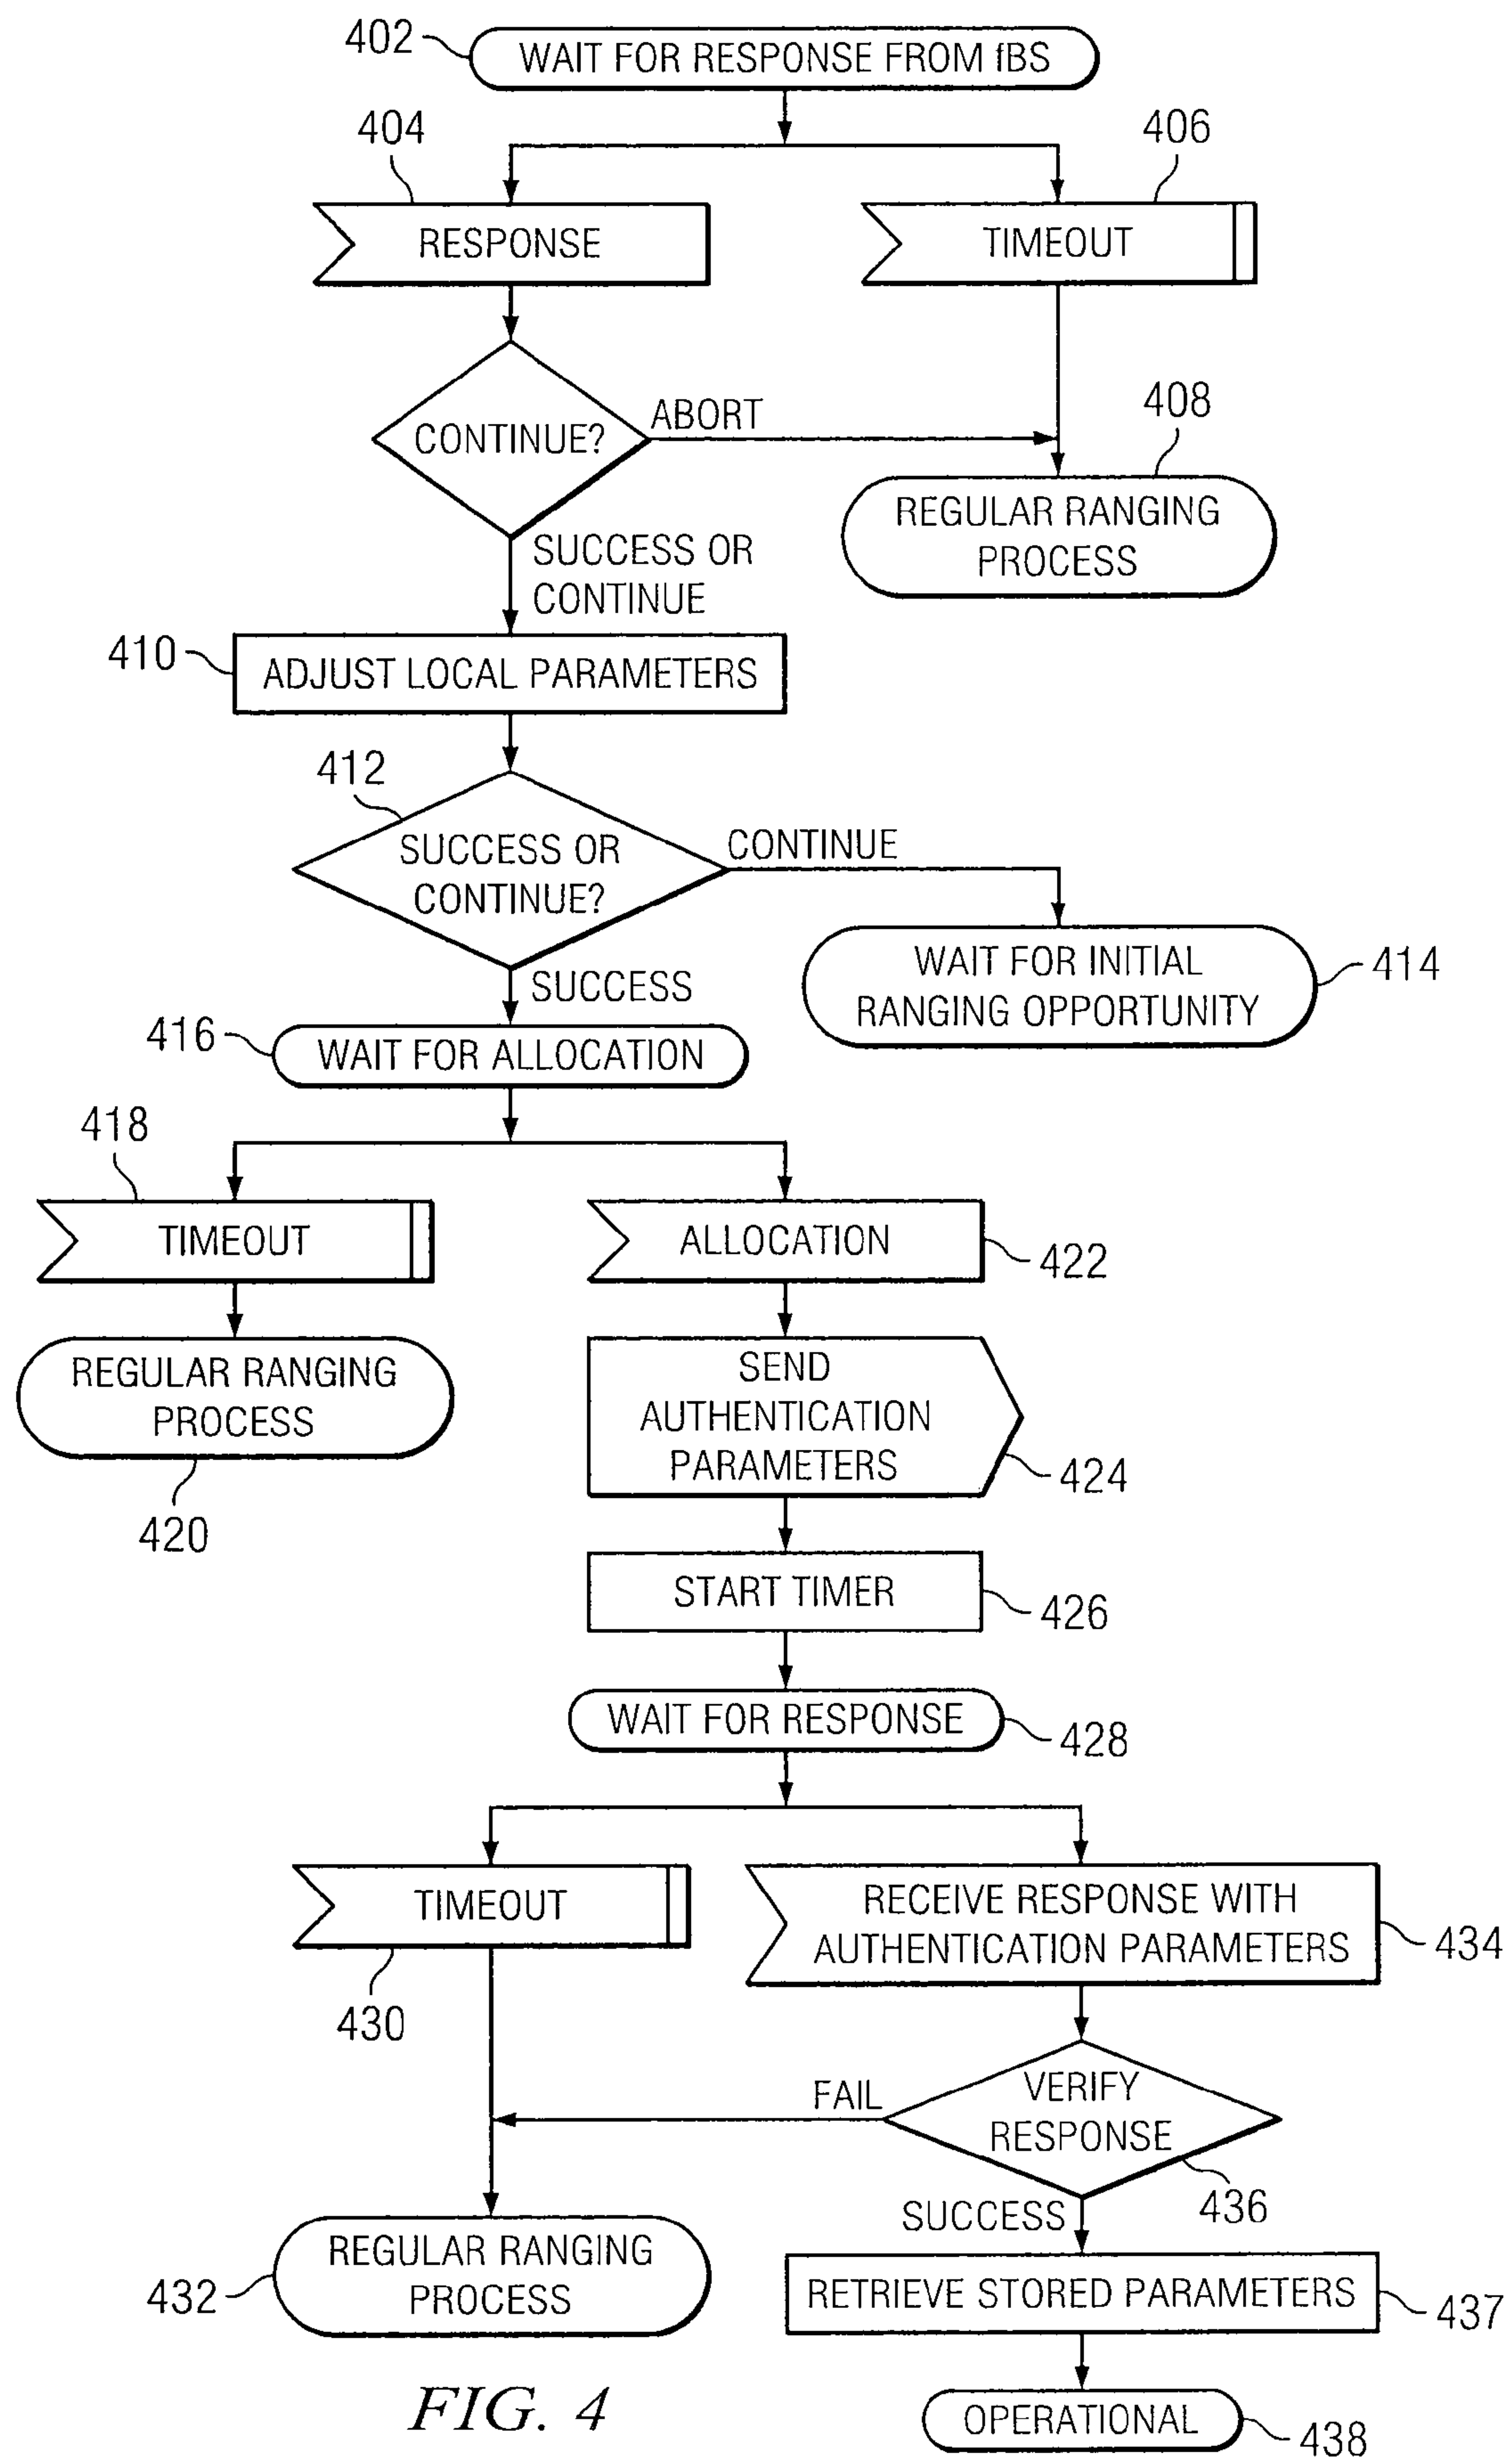 402
WAIT FOR RESPONSE FROM fBS
404
406
RESPONSE
TIMEOUT
CONTINUE?
ABORT
408
REGULAR RANGING
PROCESS
SUCCESS OR
CONTINUE
410
ADJUST LOCAL PARAMETERS
412
SUCCESS OR
CONTINUE?
CONTINUE
WAIT FOR INITIAL
RANGING OPPORTUNITY
414
SUCCESS
416
WAIT FOR ALLOCATION
418
TIMEOUT
ALLOCATION
422
REGULAR RANGING
PROCESS
420
SEND
AUTHENTICATION
PARAMETERS
424
START TIMER
426
WAIT FOR RESPONSE
428
TIMEOUT
430
RECEIVE RESPONSE WITH
AUTHENTICATION PARAMETERS
434
FAIL
VERIFY
RESPONSE
436
SUCCESS
432
REGULAR RANGING
PROCESS
RETRIEVE STORED PARAMETERS
437
OPERATIONAL
438
FIG. 4